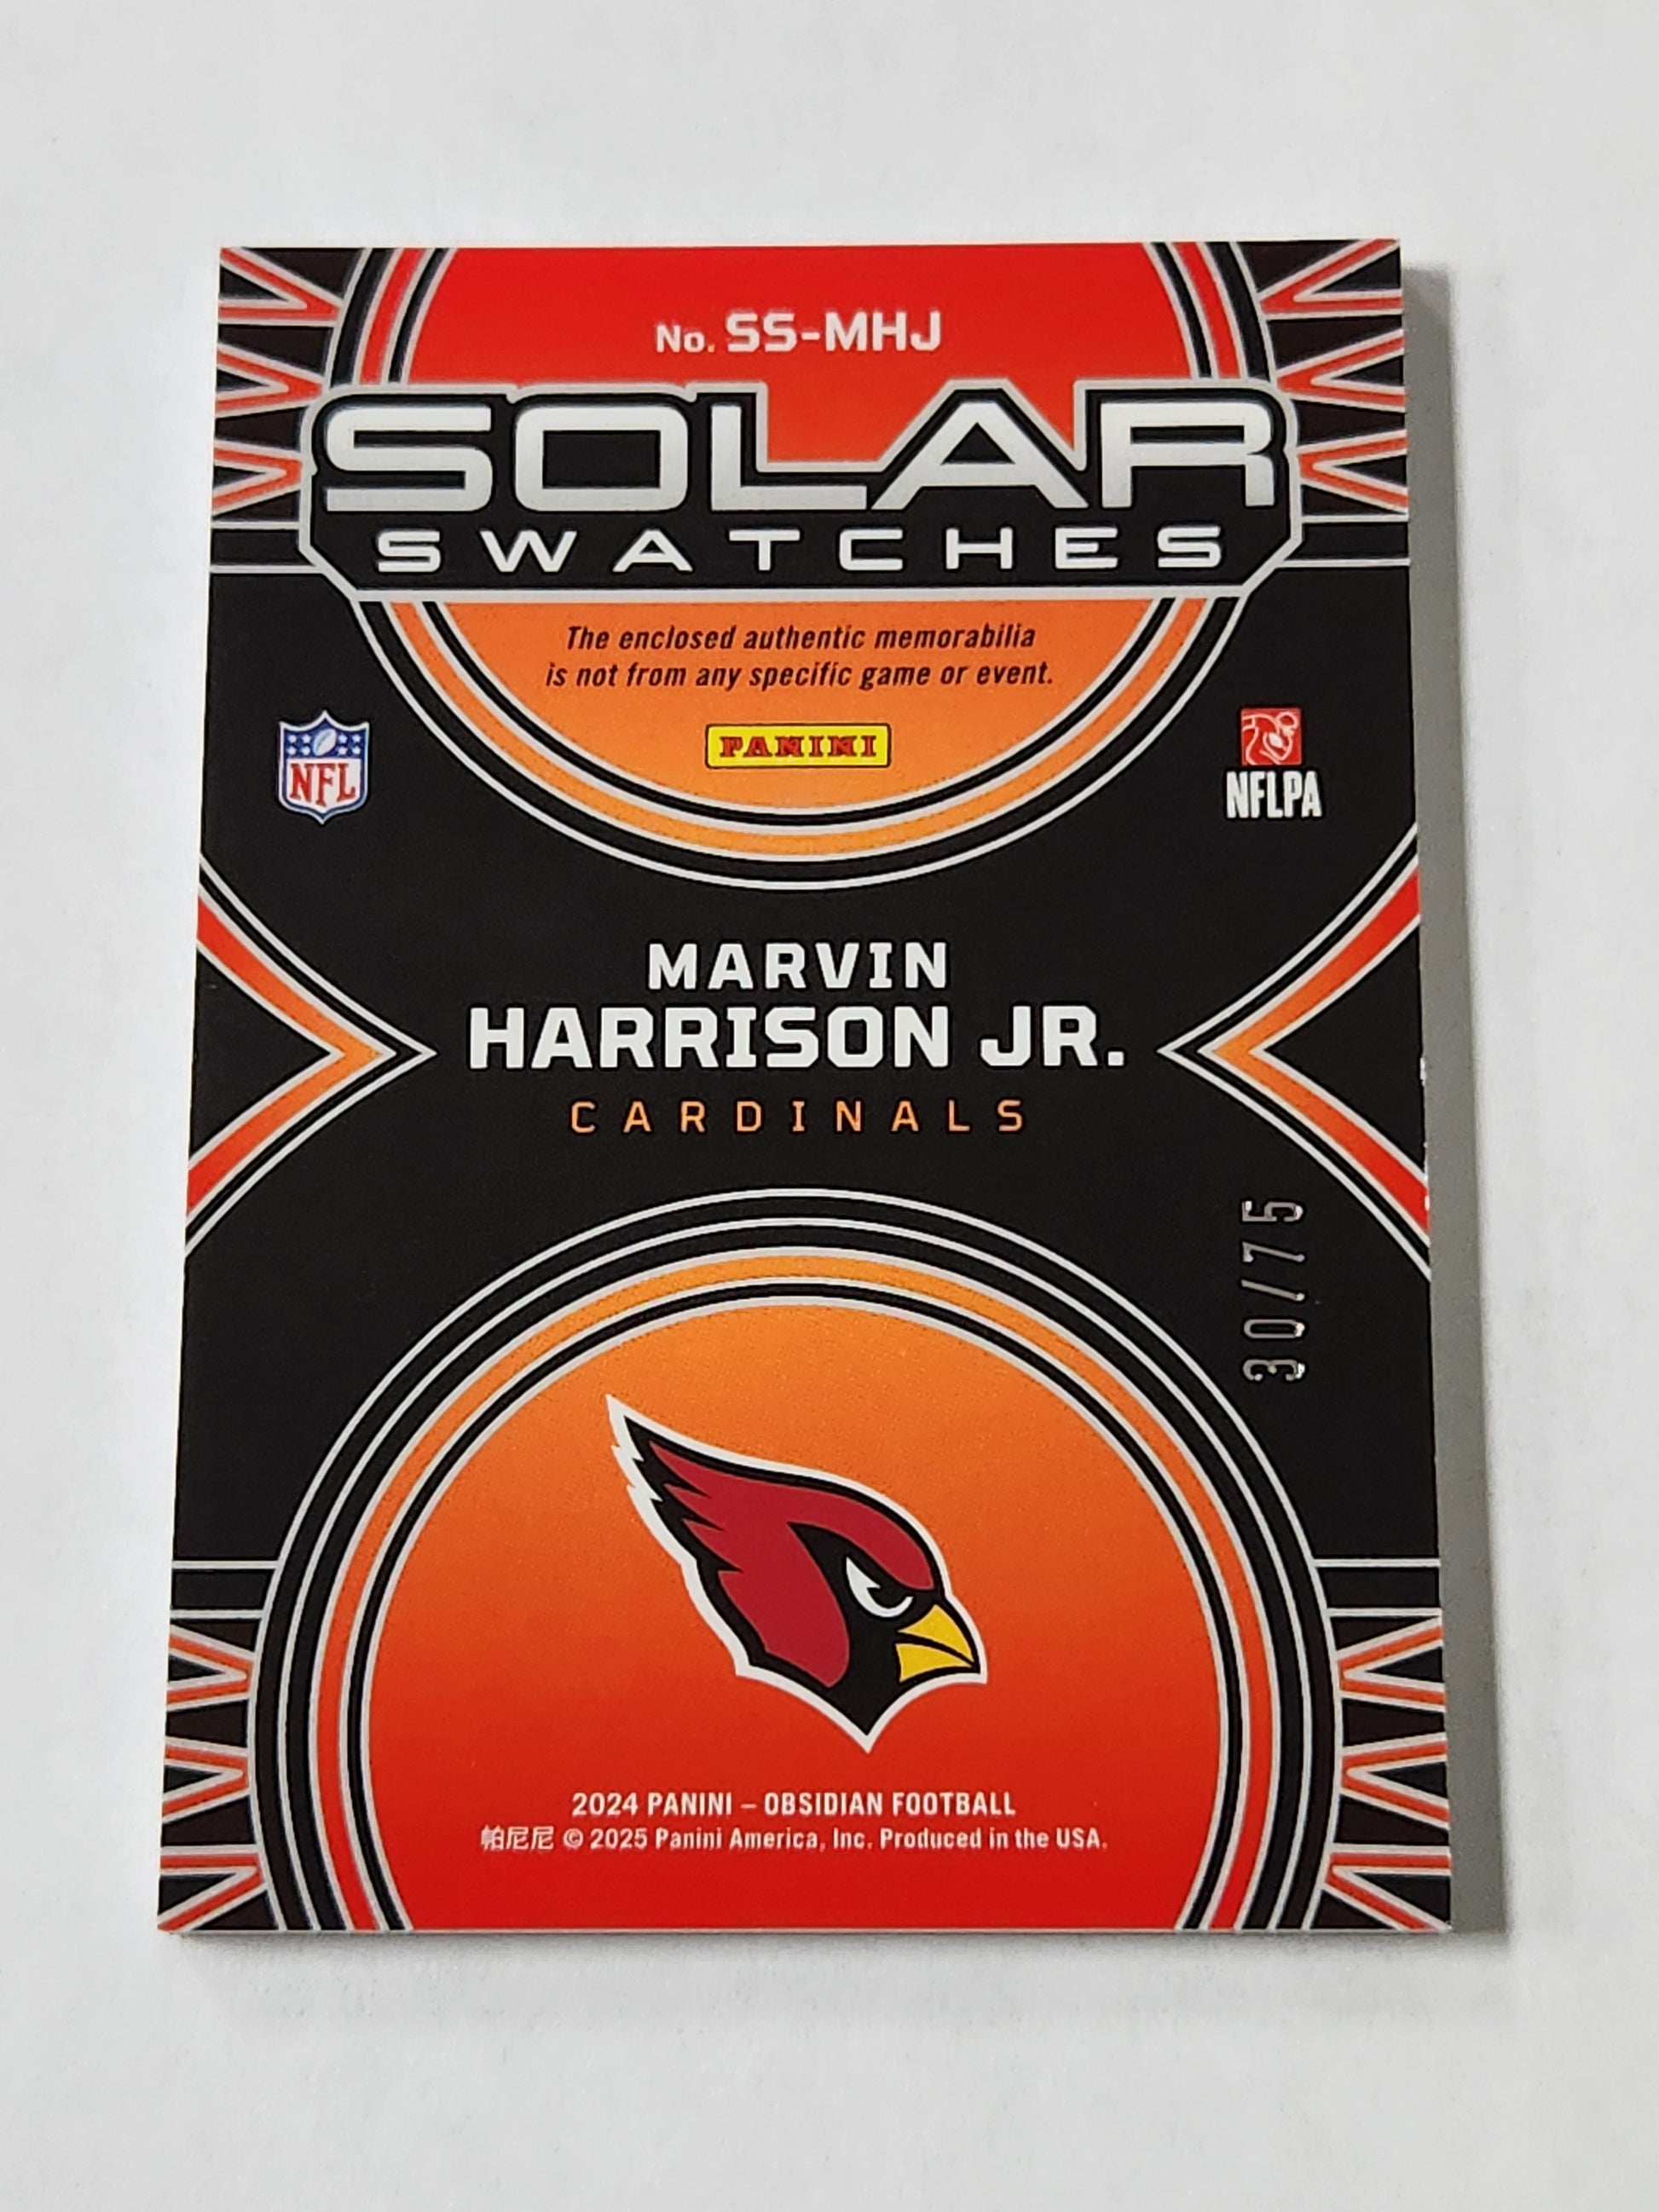 No. SS-MHJ
SOLAR
SWATCHES
The enclosed authentic memorabilia
is not from any specific game or event.
PANINI
NFL
NFLPA
MARVIN
HARRISON JR.
CARDINALS
30/75
2024 PANINI – OBSIDIAN FOOTBALL
帕尼尼 © 2025 Panini America, Inc. Produced in the USA.